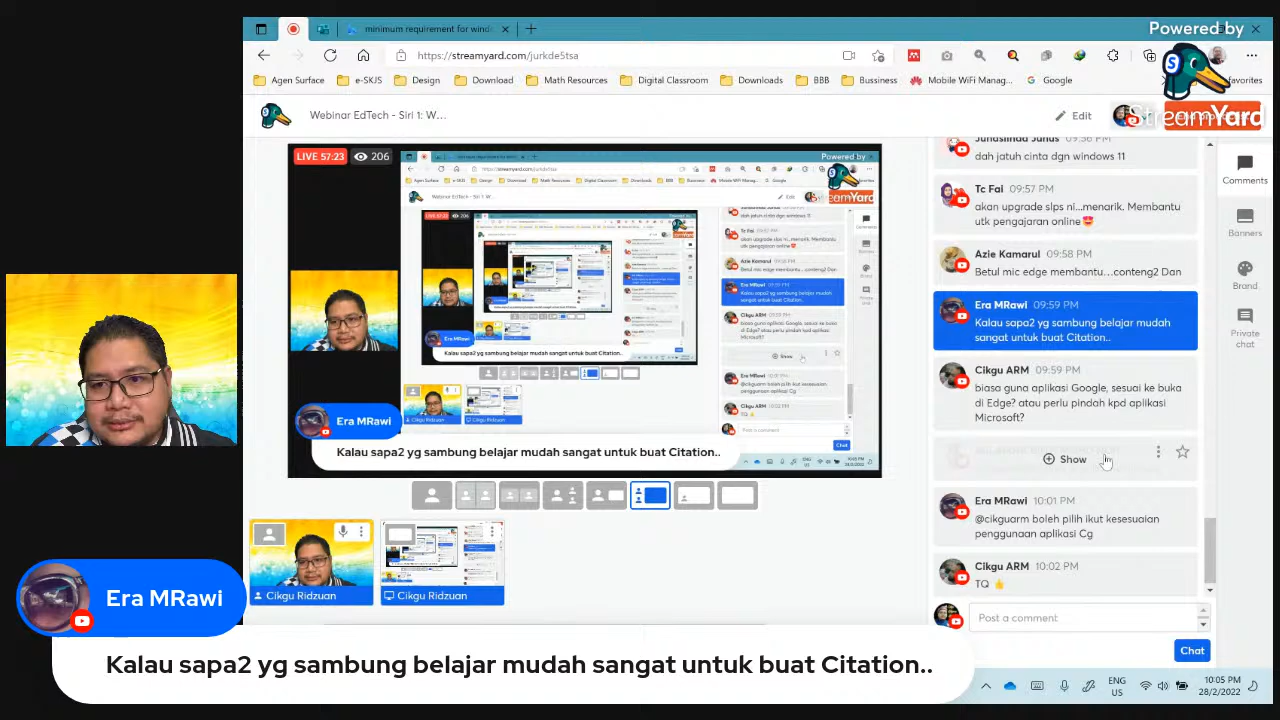 minimum requirement for wind
Powered by
https://streamyard.com/jurkde5tsa
Agen Surface
e-SKJS
Design
Download
Math Resources
Digital Classroom
Downloads
BBB
Bussiness
Mobile WiFi Manag...
Google
favorites
Webinar EdTech - Siri 1: W...
Edit
StreamYard
LIVE 57:23
206
Junasinda Junus 09:56 PM
dah jatuh cinta dgn windows 11
Tc Fai 09:57 PM
akan upgrade slps ni...menarik. Membantu
utk pengajaran online
Azie Kamarul 09:58 PM
Betul mic edge membantu...conteng2 Dan
Era MRawi 09:59 PM
Kalau sapa2 yg sambung belajar mudah
sangat untuk buat Citation..
Cikgu ARM 09:59 PM
biasa guna aplikasi Google, sesuai ke buka
di Edge? atau perlu pindah kpd aplikasi
Microsoft?
Show
Era MRawi 10:01 PM
@cikguarm boleh pilih ikut kesesuaian
penggunaan aplikasi Cg
Cikgu ARM 10:02 PM
TQ 👍
Post a comment
Chat
Comments
Banners
Brand
Private
chat
Era MRawi
Kalau sapa2 yg sambung belajar mudah sangat untuk buat Citation..
Cikgu Ridzuan
Cikgu Ridzuan
Era MRawi
Kalau sapa2 yg sambung belajar mudah sangat untuk buat Citation..
ENG
US
10:05 PM
28/2/2022